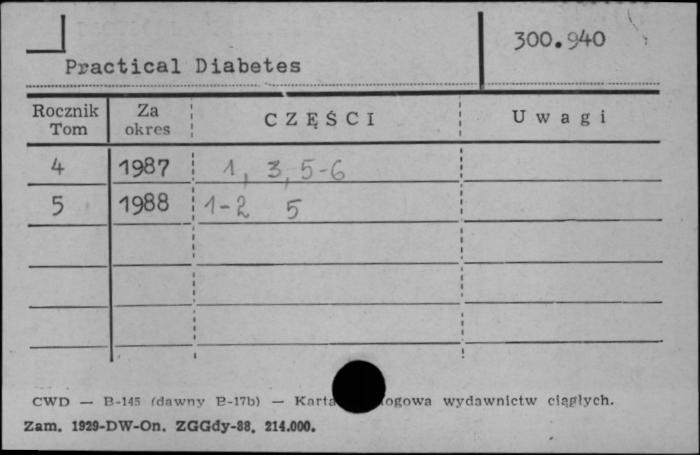 300.940
Practical Diabetes
Rocznik Tom Za okres CZĘŚCI Uwagi
4 1987 1, 3, 5-6
5 1988 1-2 5
CWD — B-145 (dawny B-17b) — Karta ogowa wydawnictw ciągłych.
Zam. 1929-DW-On. ZGGdy-88. 214.000.